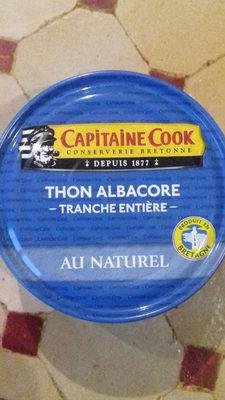 CAPITAINE COOK
CONSERVERIE BRETONNE
DEPUIS 1877
THON ALBACORE
– TRANCHE ENTIÈRE –
PRODUIT EN
BRETAGNE
AU NATUREL